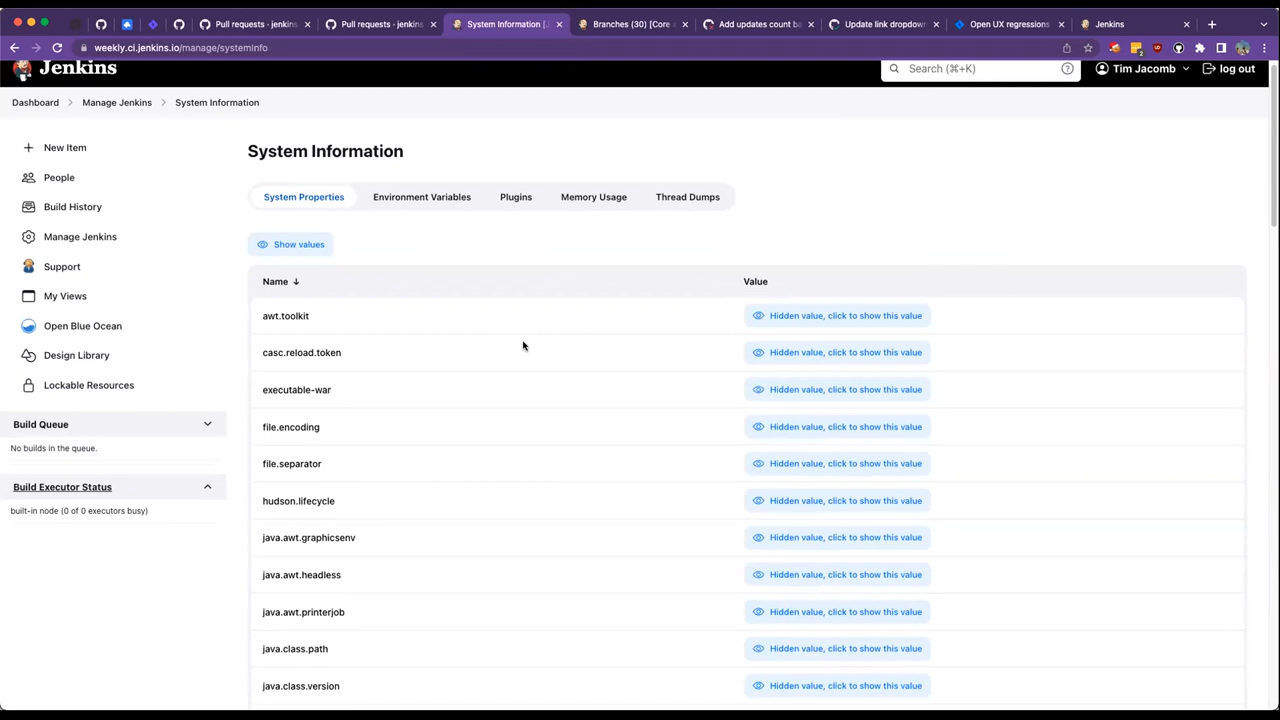 Pull requests · jenkins
Pull requests · jenkins
System Information [
Branches (30) [Core »
Add updates count ba
Update link dropdown
Open UX regressions
Jenkins
weekly.ci.jenkins.io/manage/systemInfo
Jenkins
Search (⌘+K)
Tim Jacomb
log out
Dashboard
Manage Jenkins
System Information
New Item
People
Build History
Manage Jenkins
Support
My Views
Open Blue Ocean
Design Library
Lockable Resources
Build Queue
No builds in the queue.
Build Executor Status
built-in node (0 of 0 executors busy)
System Information
System Properties
Environment Variables
Plugins
Memory Usage
Thread Dumps
Show values
Name ↓
Value
awt.toolkit
Hidden value, click to show this value
casc.reload.token
Hidden value, click to show this value
executable-war
Hidden value, click to show this value
file.encoding
Hidden value, click to show this value
file.separator
Hidden value, click to show this value
hudson.lifecycle
Hidden value, click to show this value
java.awt.graphicsenv
Hidden value, click to show this value
java.awt.headless
Hidden value, click to show this value
java.awt.printerjob
Hidden value, click to show this value
java.class.path
Hidden value, click to show this value
java.class.version
Hidden value, click to show this value